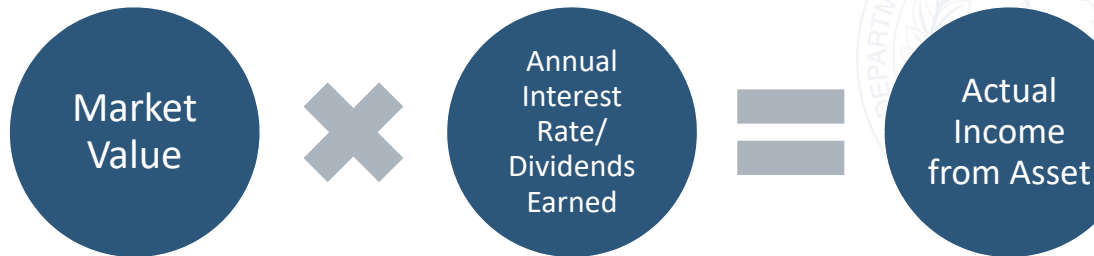 Market
Value
Annual
Interest
Rate/
Dividends
Earned
Actual
Income
from Asset